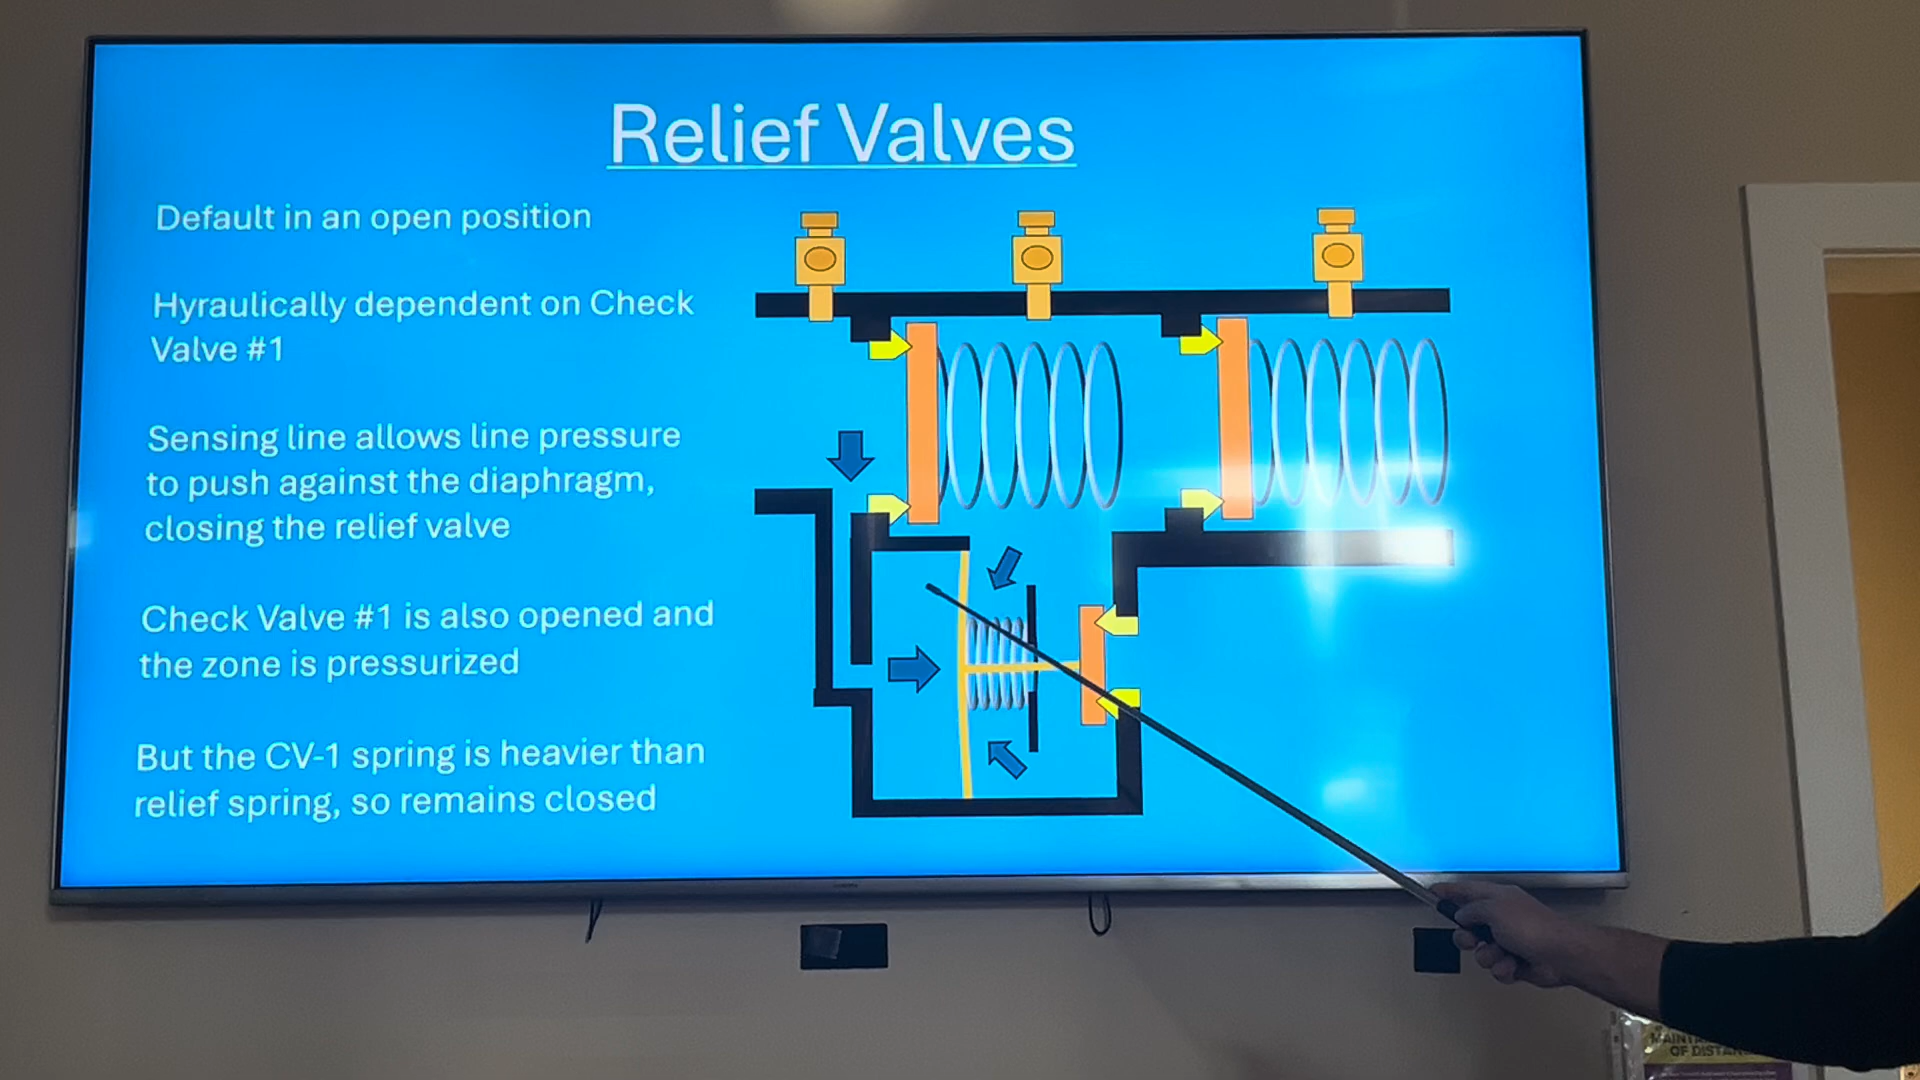 Relief Valves
Default in an open position
Hyraulically dependent on Check
Valve #1
Sensing line allows line pressure
to push against the diaphragm,
closing the relief valve
Check Valve #1 is also opened and
the zone is pressurized
But the CV-1 spring is heavier than
relief spring, so remains closed
OF DISTAN